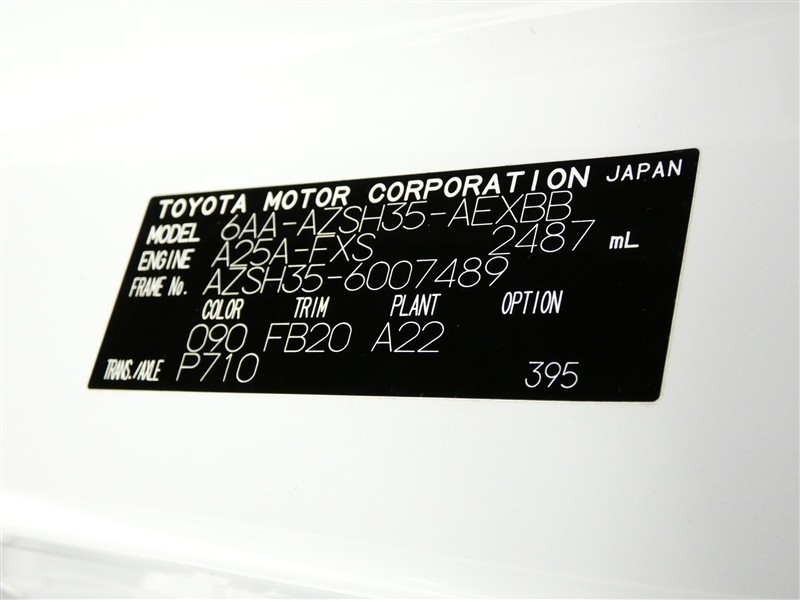 TOYOTA MOTOR CORPORATION JAPAN
MODEL 6AA-AZSH35-AEXBB
ENGINE A25A-FXS 2487 mL
FRAME No. AZSH35-6007489
COLOR TRIM PLANT OPTION
090 FB20 A22
TRANS./AXLE P710 395